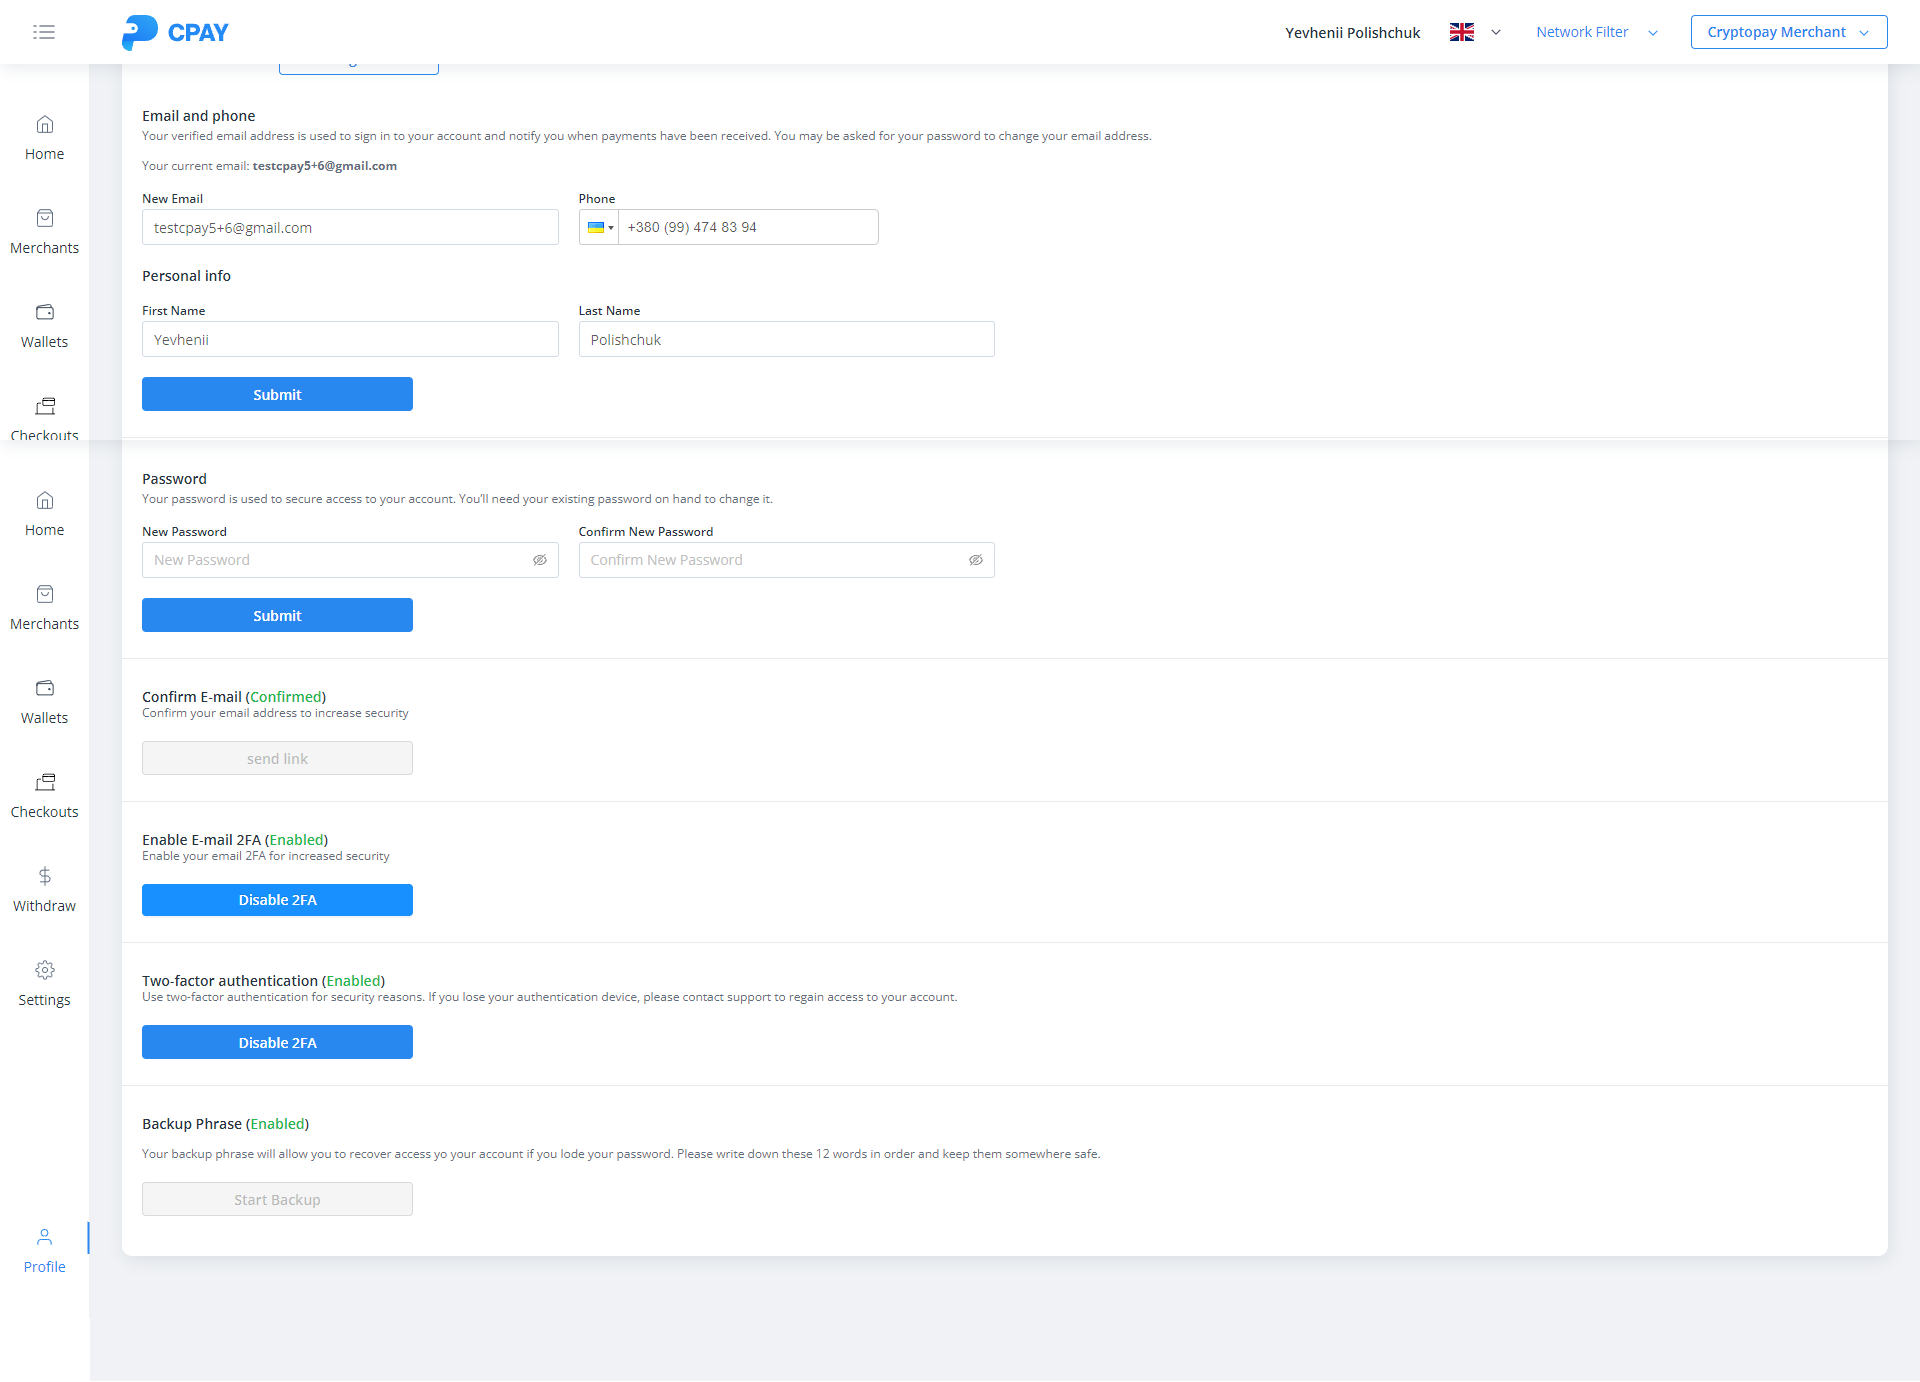 CPAY
Yevhenii Polishchuk
Network Filter
Cryptopay Merchant
Home
Merchants
Wallets
Checkouts
Email and phone
Your verified email address is used to sign in to your account and notify you when payments have been received. You may be asked for your password to change your email address.
Your current email: testcpay5+6@gmail.com
New Email
Phone
testcpay5+6@gmail.com
+380 (99) 474 83 94
Personal info
First Name
Last Name
Yevhenii
Polishchuk
Submit
Home
Merchants
Wallets
Checkouts
Withdraw
Settings
Profile
Password
Your password is used to secure access to your account. You'll need your existing password on hand to change it.
New Password
Confirm New Password
New Password
Confirm New Password
Submit
Confirm E-mail (Confirmed)
Confirm your email address to increase security
send link
Enable E-mail 2FA (Enabled)
Enable your email 2FA for increased security
Disable 2FA
Two-factor authentication (Enabled)
Use two-factor authentication for security reasons. If you lose your authentication device, please contact support to regain access to your account.
Disable 2FA
Backup Phrase (Enabled)
Your backup phrase will allow you to recover access yo your account if you lode your password. Please write down these 12 words in order and keep them somewhere safe.
Start Backup